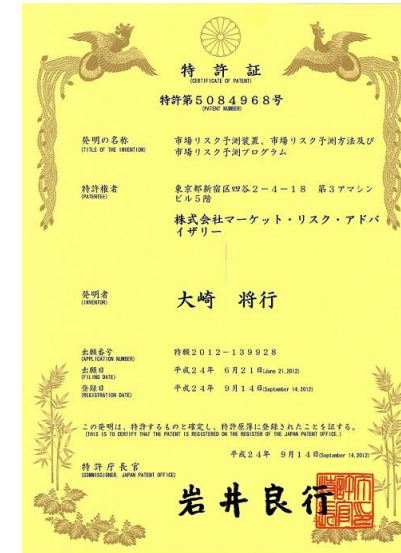 特許証
(CERTIFICATE OF PATENT)
特許第5084968号
(PATENT NUMBER)
発明の名称
(TITLE OF THE INVENTION)
市場リスク予測装置、市場リスク予測方法及び
市場リスク予測プログラム
特許権者
(PATENTEE)
東京都新宿区四谷2-4-18 第3アマシン
ビル5階
株式会社マーケット・リスク・アドバ
イザリー
発明者
(INVENTOR)
大崎 将行
出願番号
(APPLICATION NUMBER)
特願2012-139928
出願日
(FILING DATE)
平成24年 6月21日(June 21,2012)
登録日
(REGISTRATION DATE)
平成24年 9月14日(September 14,2012)
この発明は、特許するものと確定し、特許原簿に登録されたことを証する。
(THIS IS TO CERTIFY THAT THE PATENT IS REGISTERED ON THE REGISTER OF THE JAPAN PATENT OFFICE.)
平成24年 9月14日(September 14,2012)
特許庁長官
(COMMISSIONER, JAPAN PATENT OFFICE)
岩井良行